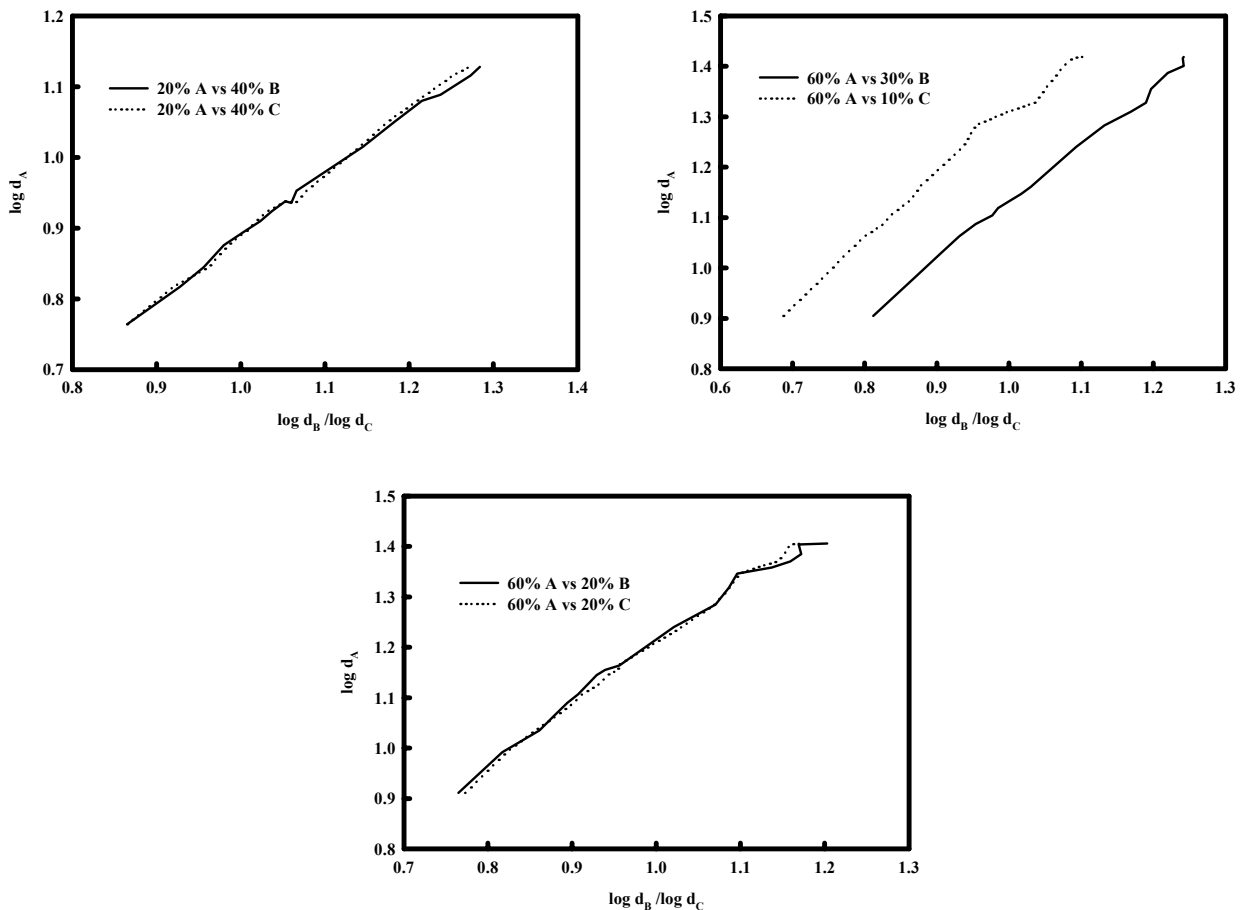 1.2
1.1
1.0
0.9
0.8
0.7
log d_A
20% A vs 40% B
20% A vs 40% C
0.8 0.9 1.0 1.1 1.2 1.3 1.4
log d_B /log d_C
1.5
1.4
1.3
1.2
1.1
1.0
0.9
0.8
log d_A
60% A vs 30% B
60% A vs 10% C
0.6 0.7 0.8 0.9 1.0 1.1 1.2 1.3
log d_B /log d_C
1.5
1.4
1.3
1.2
1.1
1.0
0.9
0.8
log d_A
60% A vs 20% B
60% A vs 20% C
0.7 0.8 0.9 1.0 1.1 1.2 1.3
log d_B /log d_C